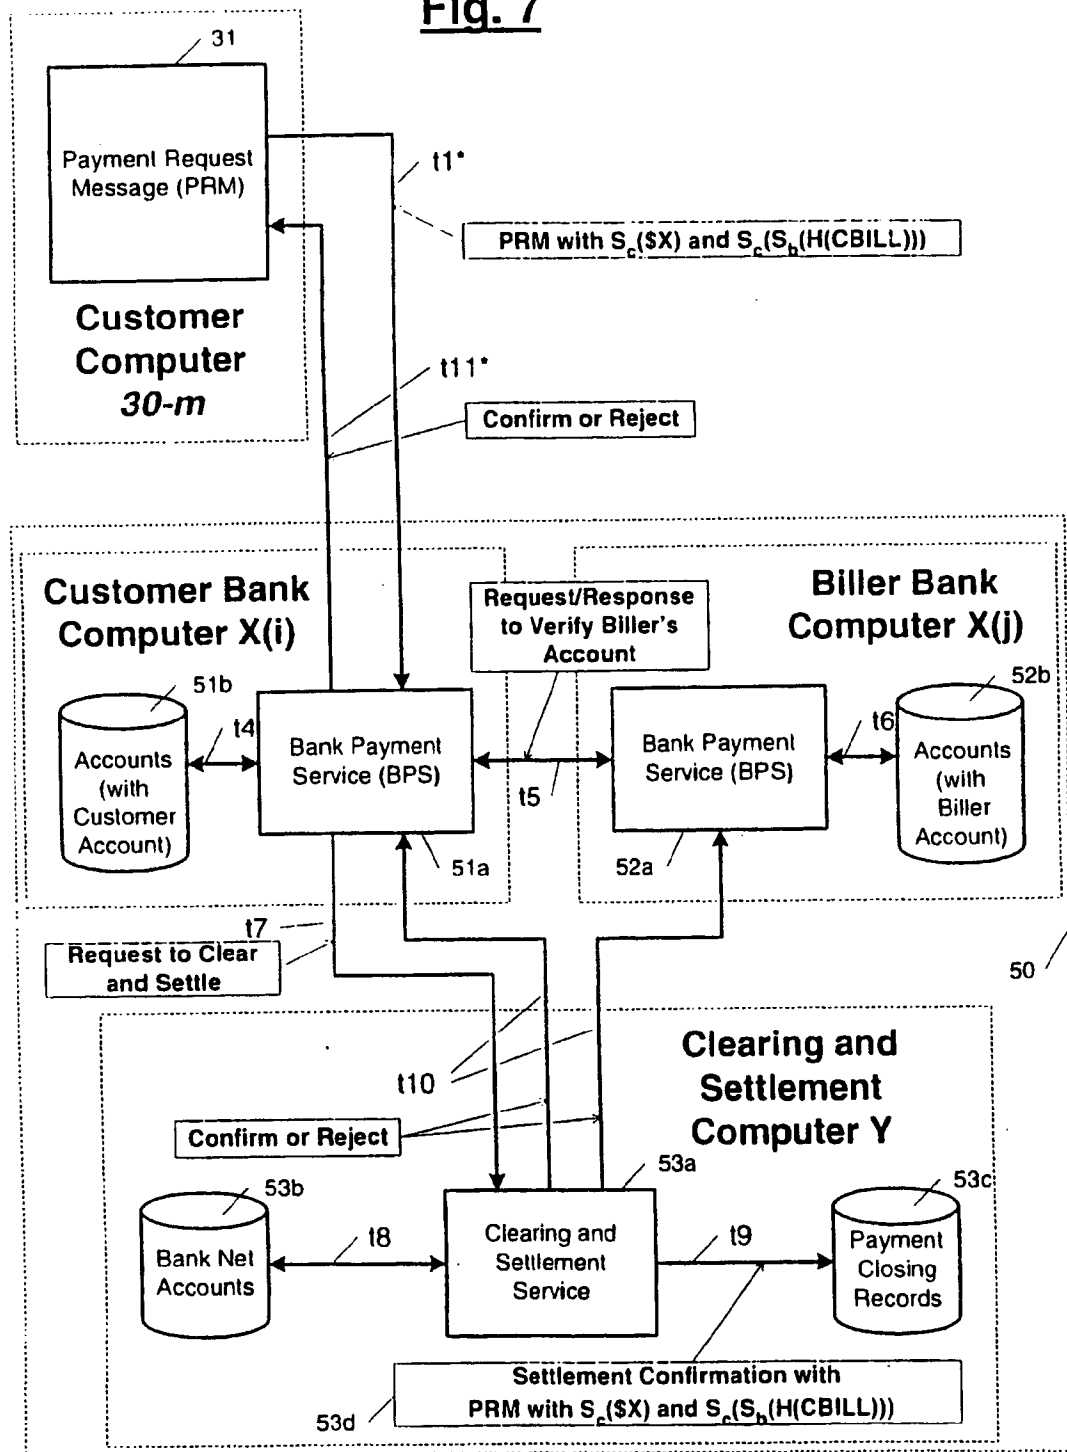 Fig. 7
31
Payment Request
Message (PRM)
t1*
PRM with Sc($X) and Sc(Sb(H(CBILL)))
Customer
Computer
30-m
t11*
Confirm or Reject
Customer Bank
Computer X(i)
Request/Response
to Verify Biller's
Account
Biller Bank
Computer X(j)
51b
Accounts
(with
Customer
Account)
t4
Bank Payment
Service (BPS)
51a
t5
Bank Payment
Service (BPS)
52a
t6
52b
Accounts
(with
Biller
Account)
t7
Request to Clear
and Settle
50
Clearing and
Settlement
Computer Y
t10
Confirm or Reject
53a
53b
Bank Net
Accounts
t8
Clearing and
Settlement
Service
t9
53c
Payment
Closing
Records
Settlement Confirmation with
PRM with Sc($X) and Sc(Sb(H(CBILL)))
53d